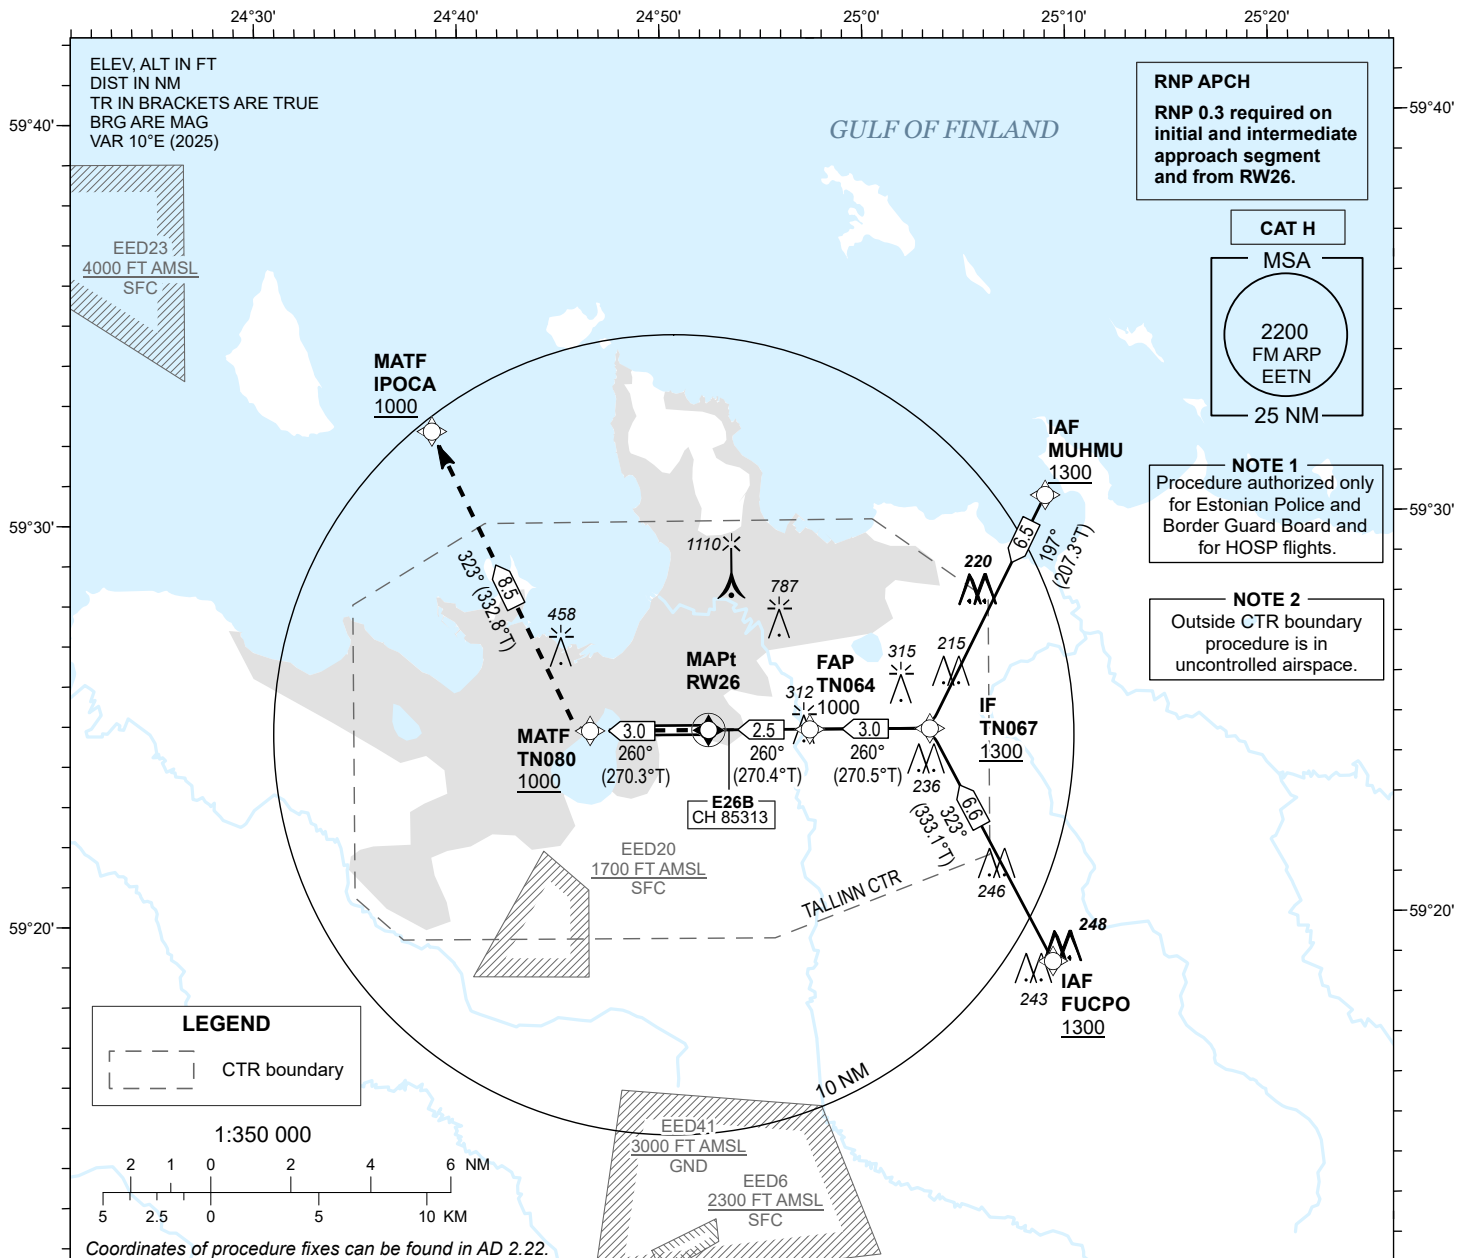 24°30'
24°40'
24°50'
25°0'
25°10'
25°20'
ELEV, ALT IN FT
DIST IN NM
TR IN BRACKETS ARE TRUE
BRG ARE MAG
VAR 10°E (2025)
59°40'
59°40'
GULF OF FINLAND
RNP APCH
RNP 0.3 required on
initial and intermediate
approach segment
and from RW26.
CAT H
MSA
2200
FM ARP
EETN
25 NM
EED23
4000 FT AMSL
SFC
MATF
IPOCA
1000
IAF
MUHMU
1300
NOTE 1
Procedure authorized only
for Estonian Police and
Border Guard Board and
for HOSP flights.
59°30'
59°30'
6.5
197°
(207.3°T)
1110
220
787
8.5
323° (332.8°T)
458
NOTE 2
Outside CTR boundary
procedure is in
uncontrolled airspace.
315
215
MAPt
RW26
FAP
TN064
1000
312
IF
TN067
1300
MATF
TN080
1000
3.0
260°
(270.3°T)
2.5
260°
(270.4°T)
3.0
260°
(270.5°T)
236
E26B
CH 85313
6.6
323°
(333.1°T)
EED20
1700 FT AMSL
SFC
246
TALLINN CTR
59°20'
59°20'
248
243
IAF
FUCPO
1300
LEGEND
CTR boundary
10 NM
1:350 000
EED41
3000 FT AMSL
GND
EED6
2300 FT AMSL
SFC
2 1 0 2 4 6 NM
5 2.5 0 5 10 KM
Coordinates of procedure fixes can be found in AD 2.22.